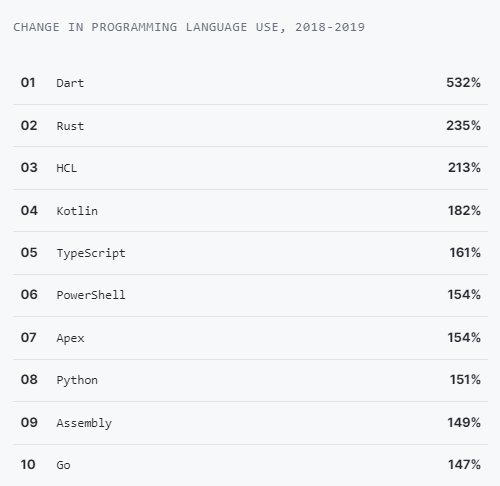 CHANGE IN PROGRAMMING LANGUAGE USE, 2018-2019
01 Dart 532%
02 Rust 235%
03 HCL 213%
04 Kotlin 182%
05 TypeScript 161%
06 PowerShell 154%
07 Apex 154%
08 Python 151%
09 Assembly 149%
10 Go 147%